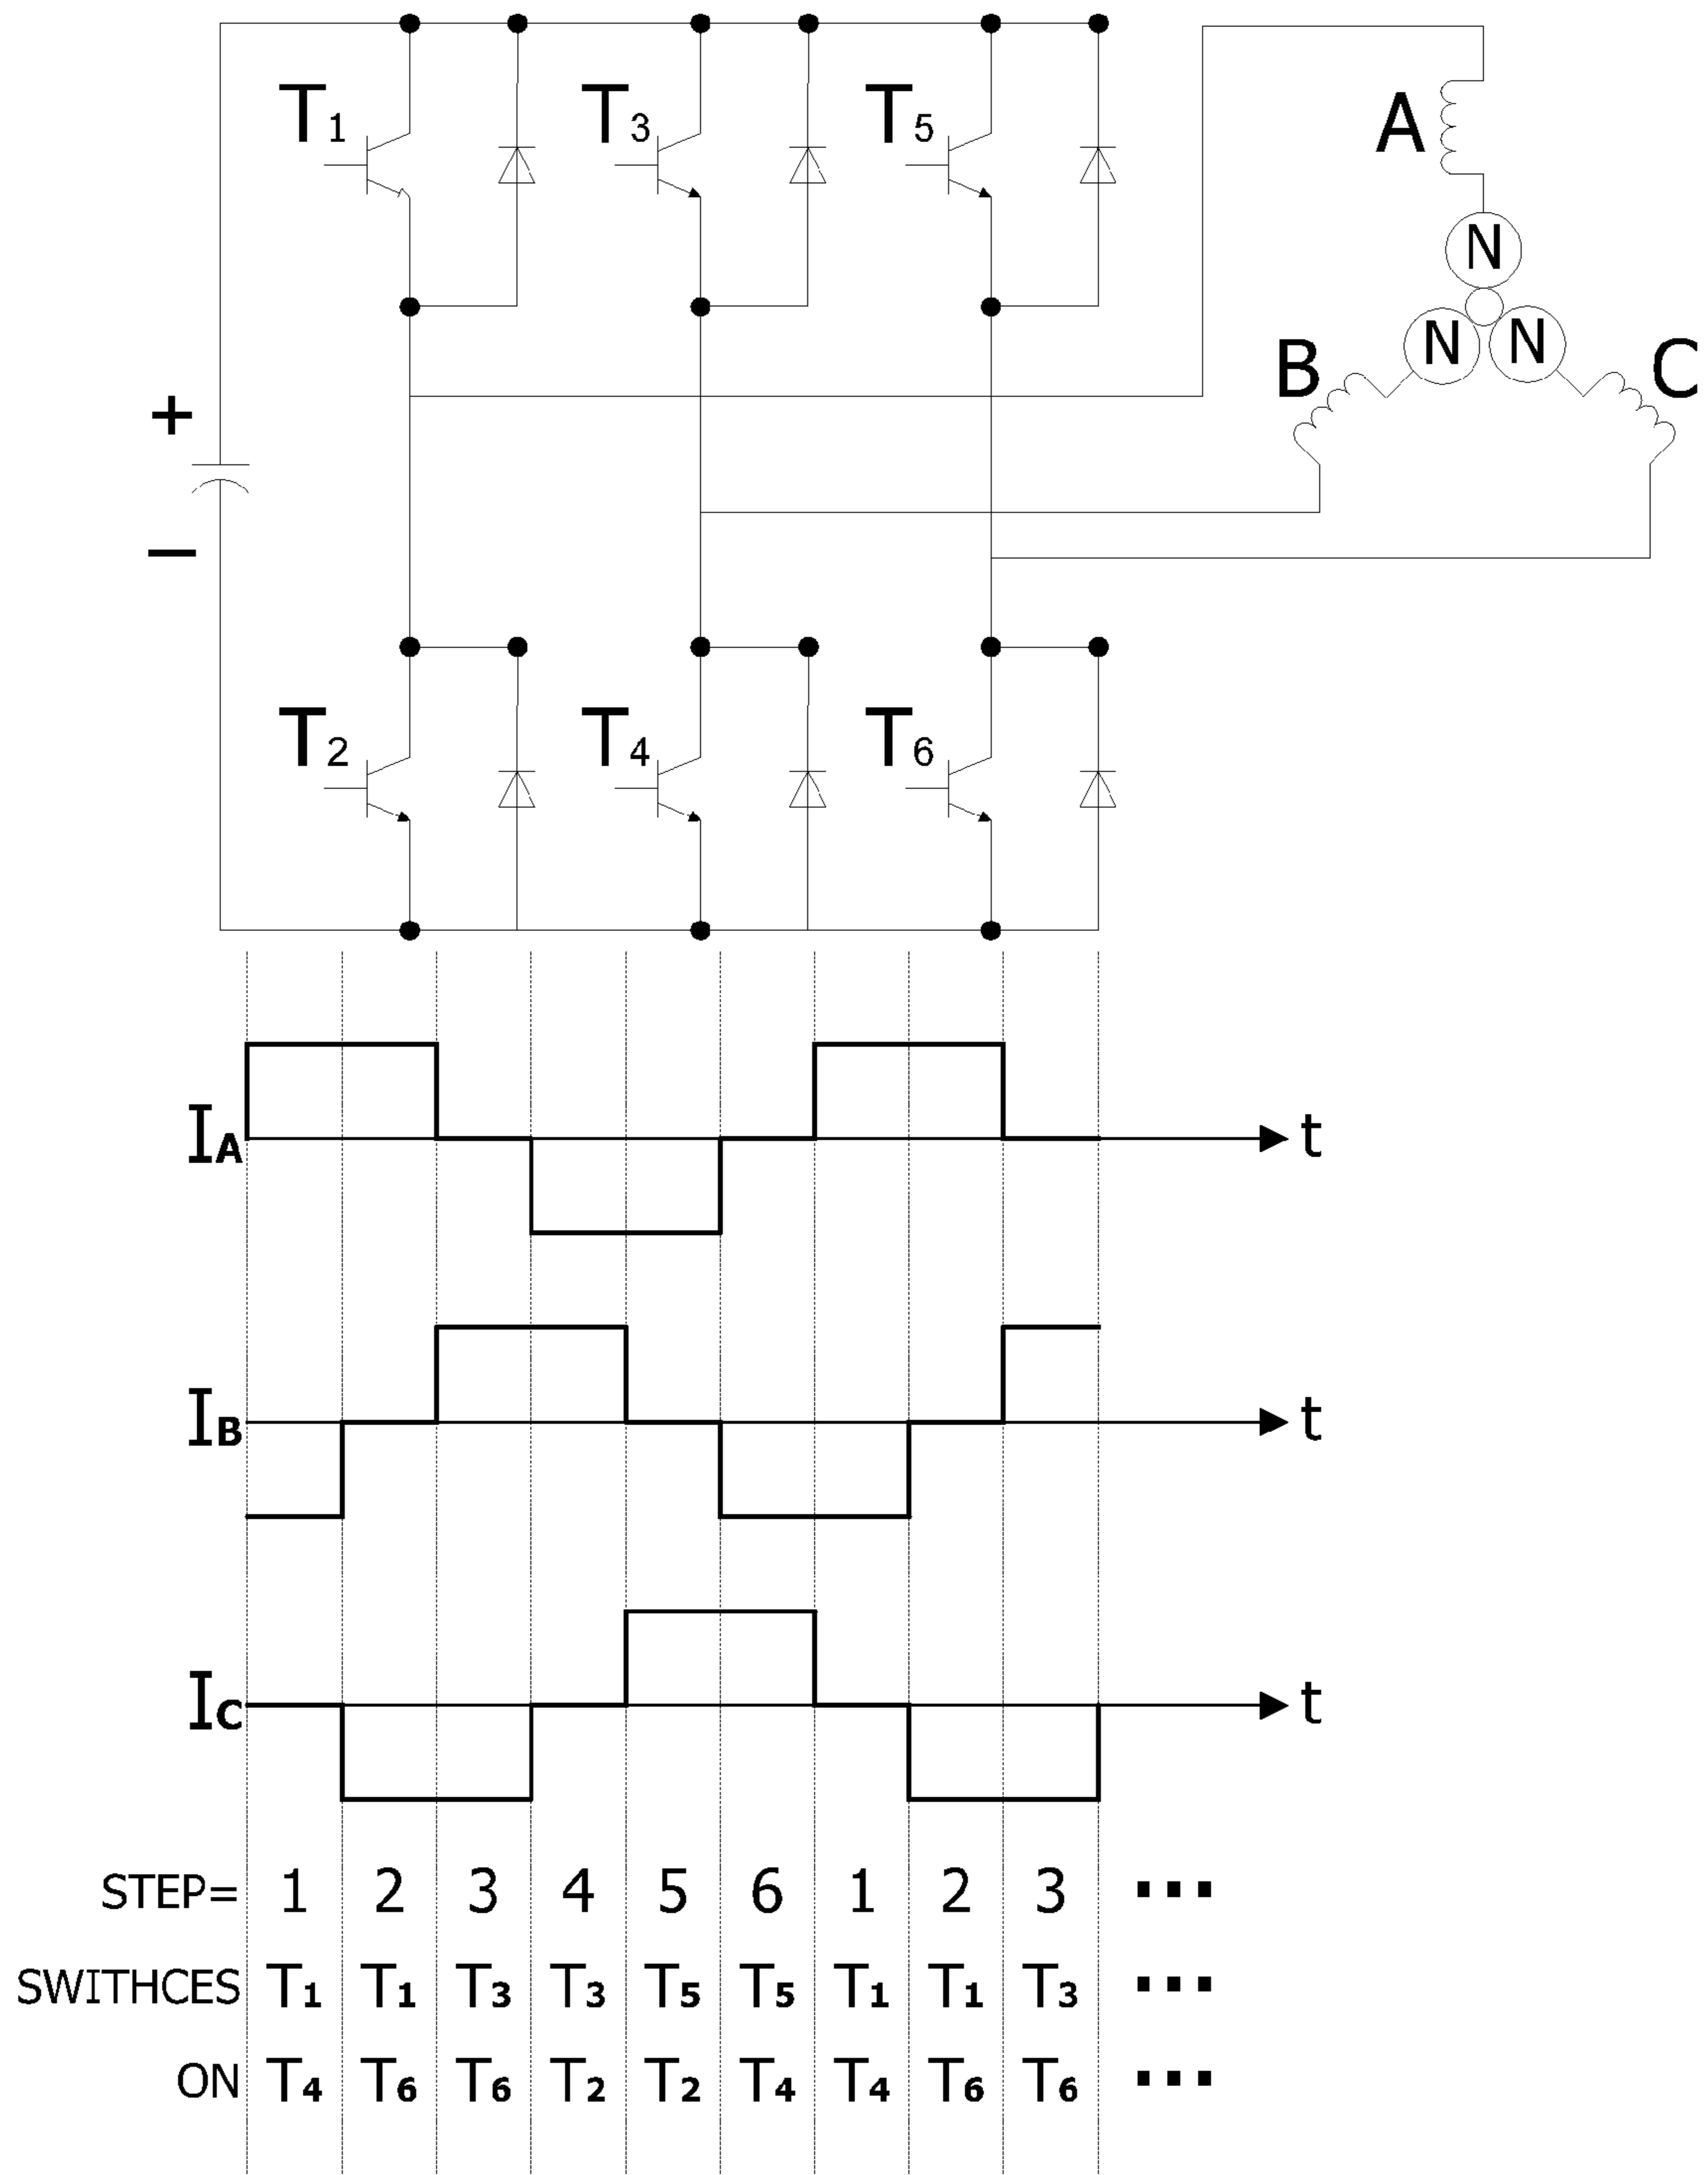 T1 T3 T5
A
N
N N
B C
+
−
T2 T4 T6
IA t
IB t
IC t
STEP= 1 2 3 4 5 6 1 2 3 ...
SWITHCES T1 T1 T3 T3 T5 T5 T1 T1 T3 ...
ON T4 T6 T6 T2 T2 T4 T4 T6 T6 ...